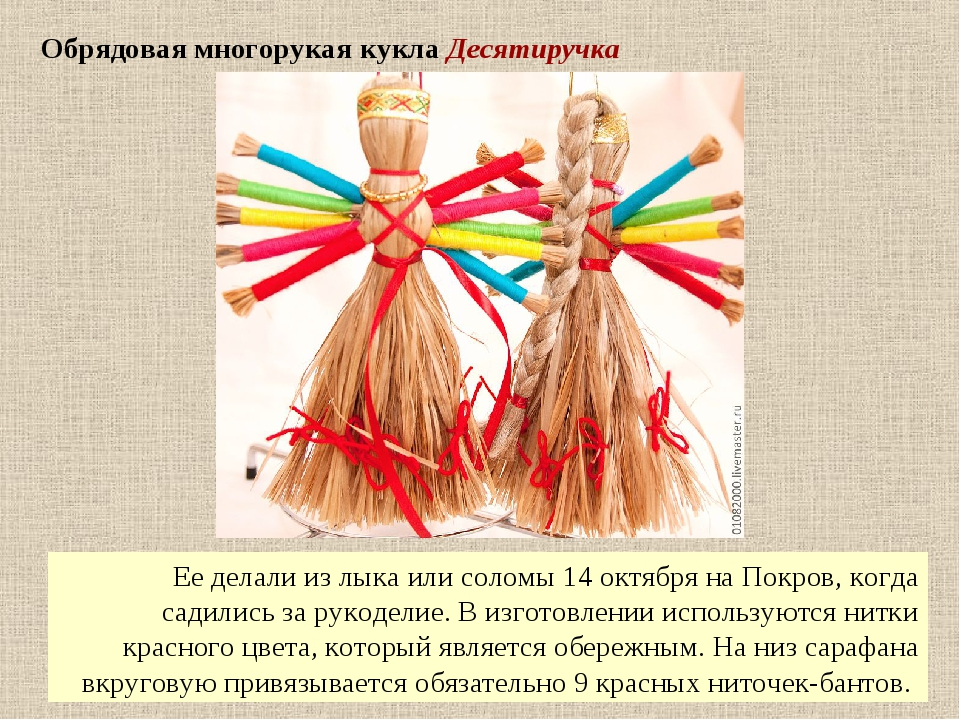 Обрядовая многорукая кукла Десятиручка
01082000.livemaster.ru
Ее делали из лыка или соломы 14 октября на Покров, когда
садились за рукоделие. В изготовлении используются нитки
красного цвета, который является обережным. На низ сарафана
вкруговую привязывается обязательно 9 красных ниточек-бантов.